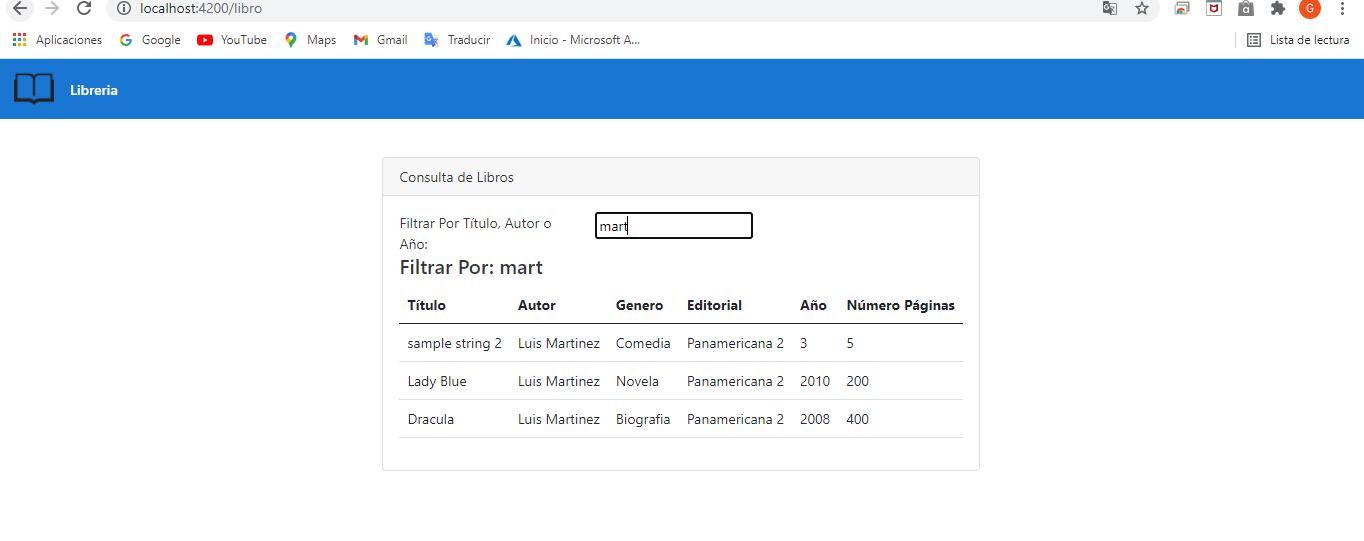 localhost:4200/libro
G
Aplicaciones Google YouTube Maps Gmail Traducir Inicio - Microsoft A... Lista de lectura
Libreria
Consulta de Libros
Filtrar Por Título, Autor o mart
Año:
Filtrar Por: mart
Título Autor Genero Editorial Año Número Páginas
sample string 2 Luis Martinez Comedia Panamericana 2 3 5
Lady Blue Luis Martinez Novela Panamericana 2 2010 200
Dracula Luis Martinez Biografia Panamericana 2 2008 400